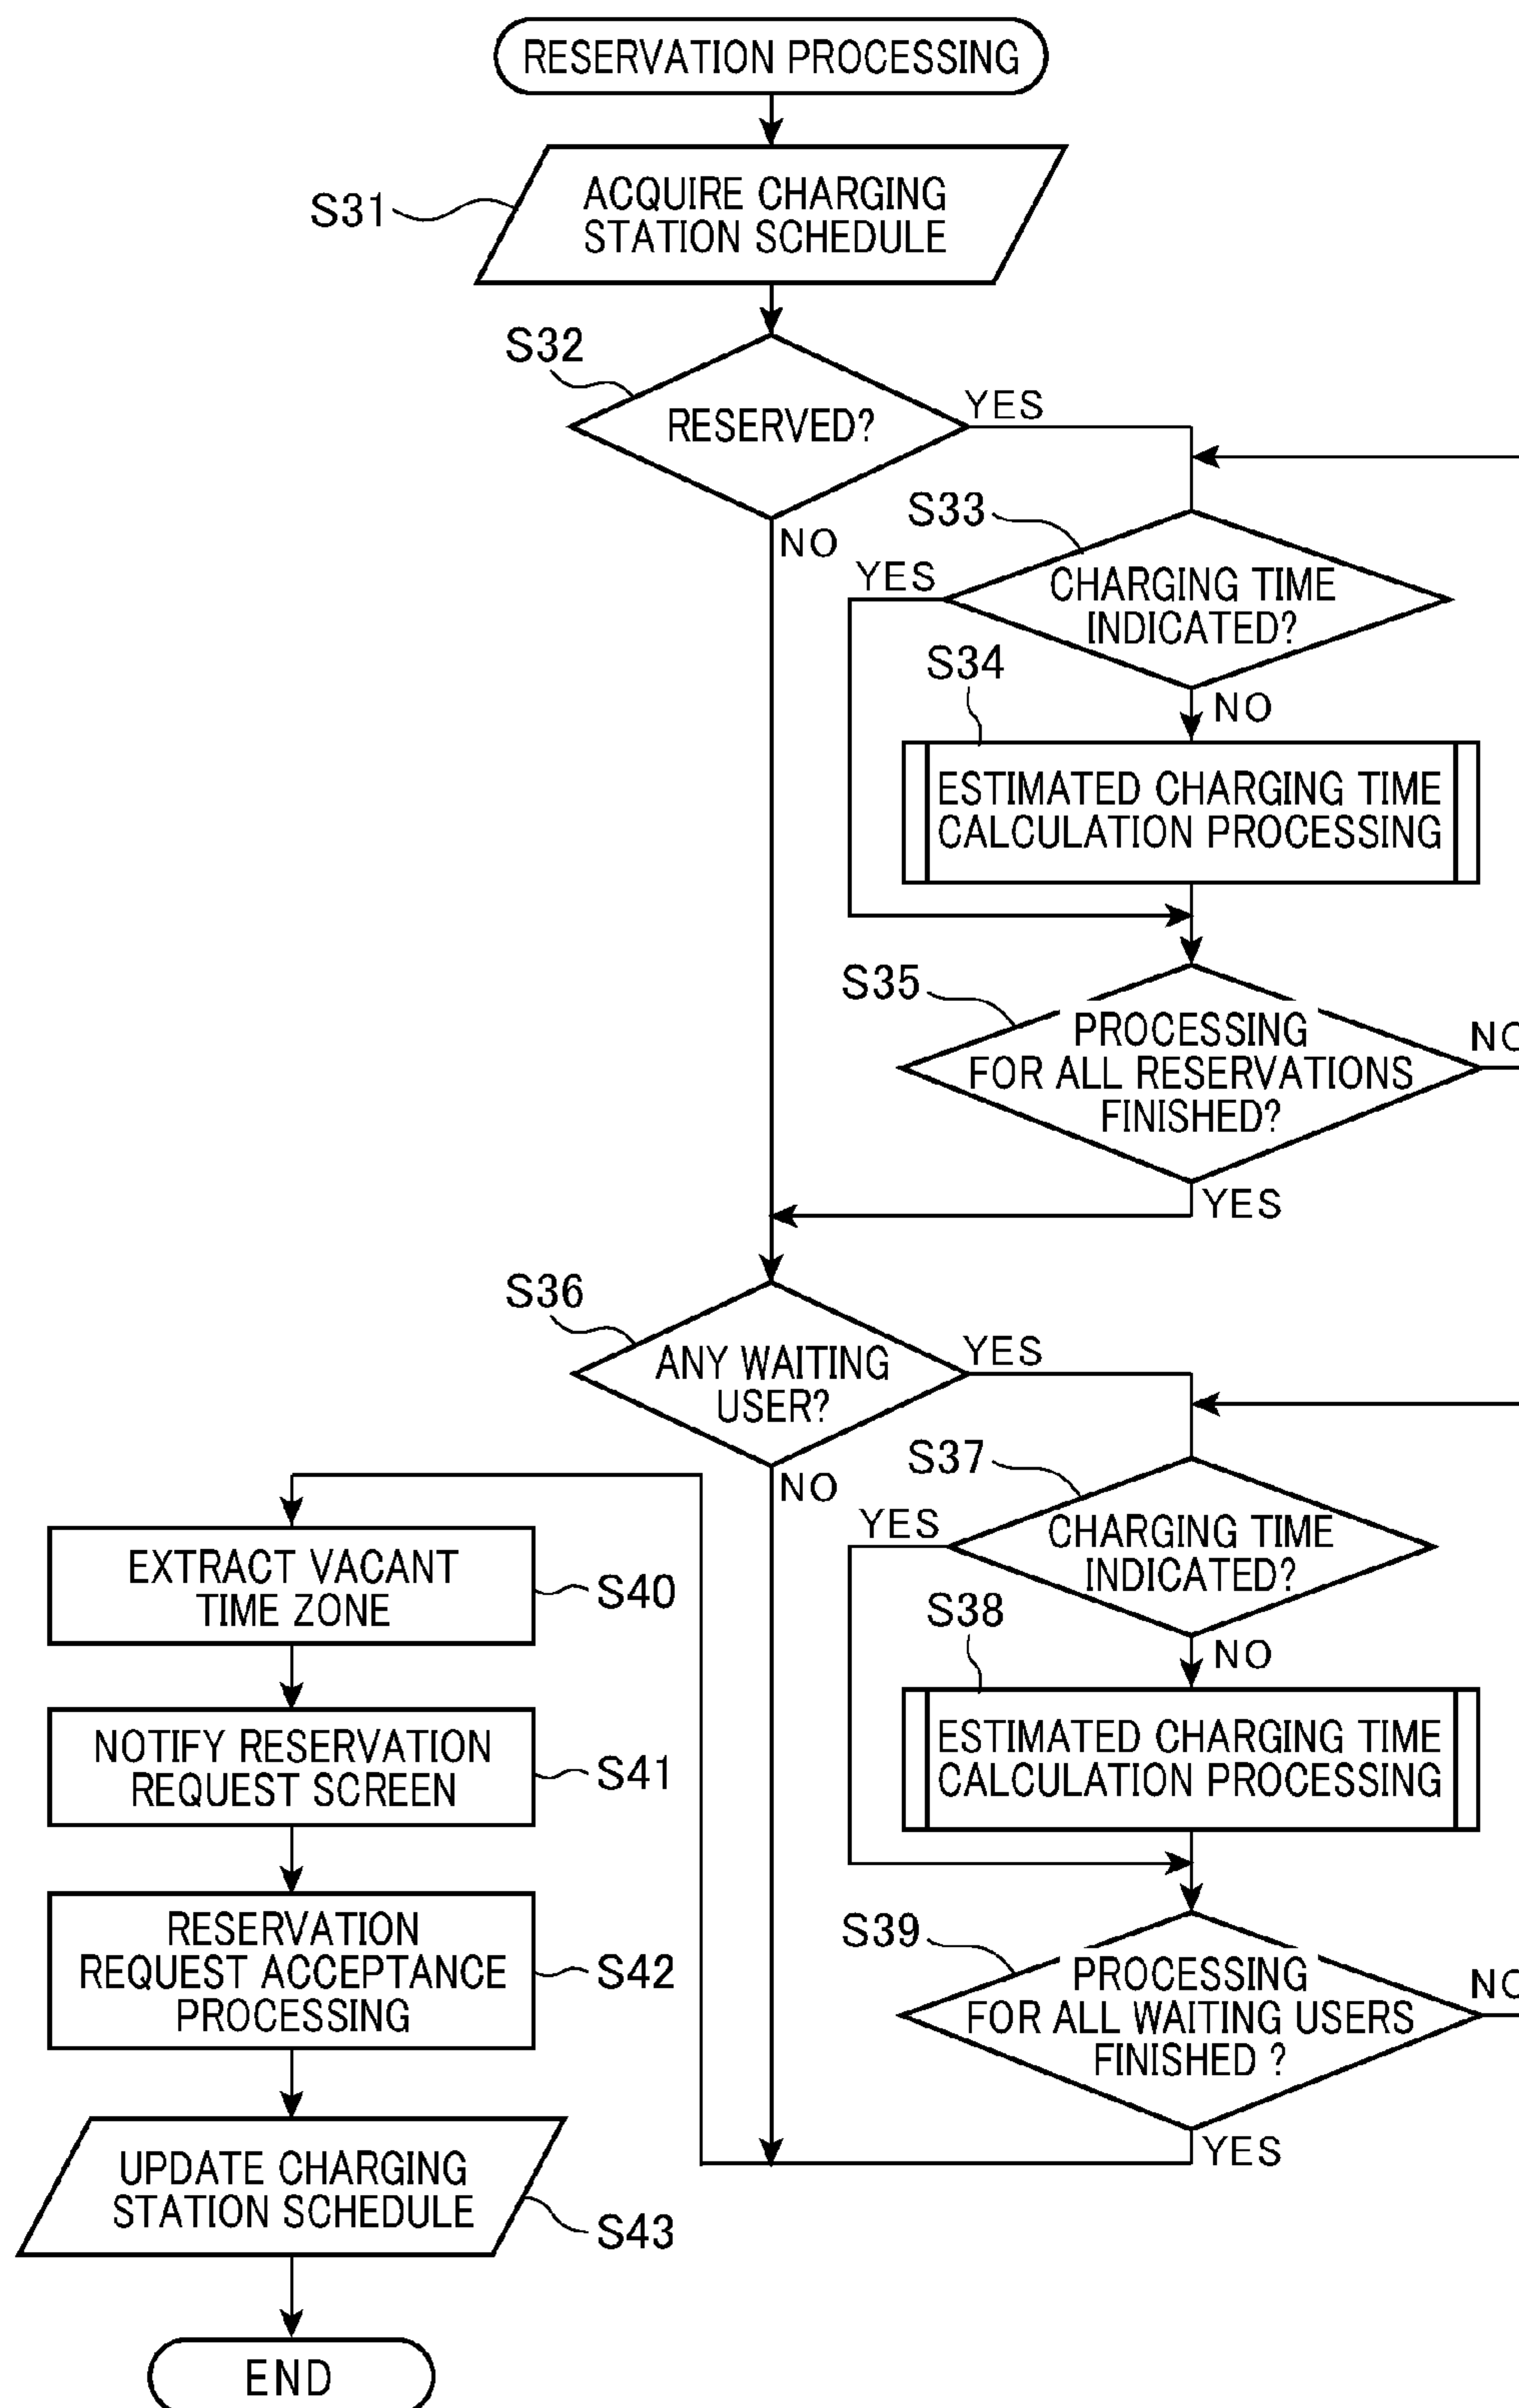 RESERVATION PROCESSING
S31
ACQUIRE CHARGING
STATION SCHEDULE
S32
RESERVED?
YES
NO
S33
YES
CHARGING TIME
INDICATED?
NO
S34
ESTIMATED CHARGING TIME
CALCULATION PROCESSING
S35
PROCESSING
FOR ALL RESERVATIONS
FINISHED?
NO
YES
S36
ANY WAITING
USER?
YES
NO
S37
YES
CHARGING TIME
INDICATED?
NO
S38
ESTIMATED CHARGING TIME
CALCULATION PROCESSING
S39
PROCESSING
FOR ALL WAITING USERS
FINISHED ?
NO
YES
EXTRACT VACANT
TIME ZONE
S40
NOTIFY RESERVATION
REQUEST SCREEN
S41
RESERVATION
REQUEST ACCEPTANCE
PROCESSING
S42
UPDATE CHARGING
STATION SCHEDULE
S43
END